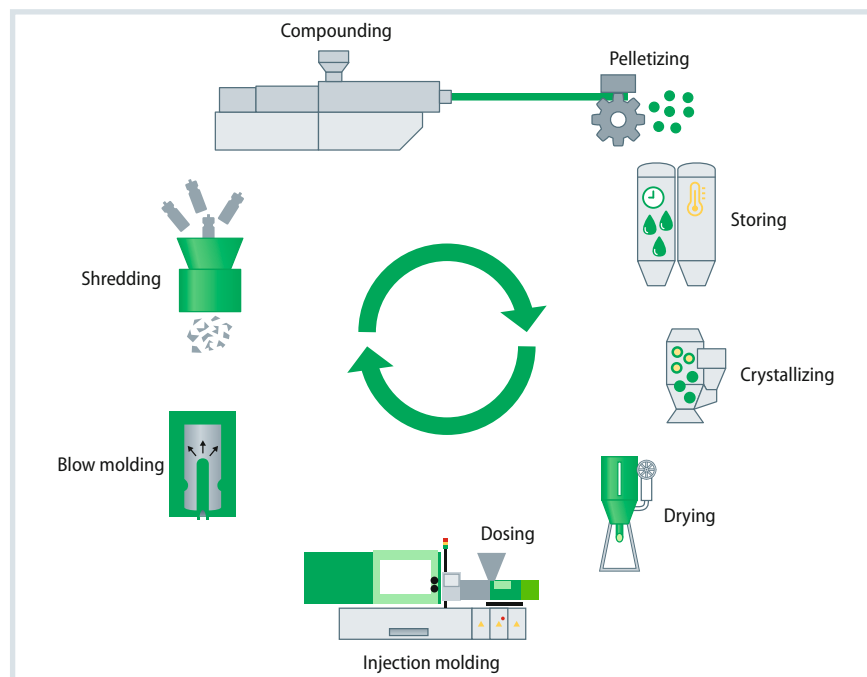 Compounding
Pelletizing
Storing
Shredding
Crystallizing
Blow molding
Drying
Dosing
Injection molding